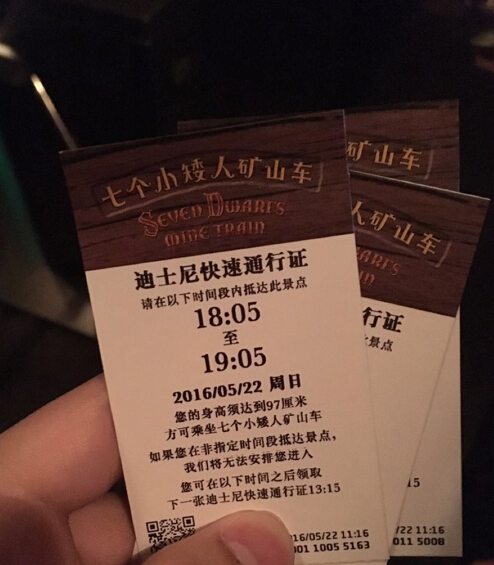 七个小矮人矿山车
SEVEN DWARFS
MINE TRAIN
迪士尼快速通行证
请在以下时间段内抵达此景点
18:05
至
19:05
2016/05/22 周日
您的身高须达到97厘米
方可乘坐七个小矮人矿山车
如果您在非指定时间段抵达景点，
我们将无法安排您进入
您可在以下时间之后领取
下一张迪士尼快速通行证13:15
2016/05/22 11:16
001 1005 5163
矿山车
人矿山车
RFS
TRAIN
行证
此景点
15
/22 11:16
011 5008